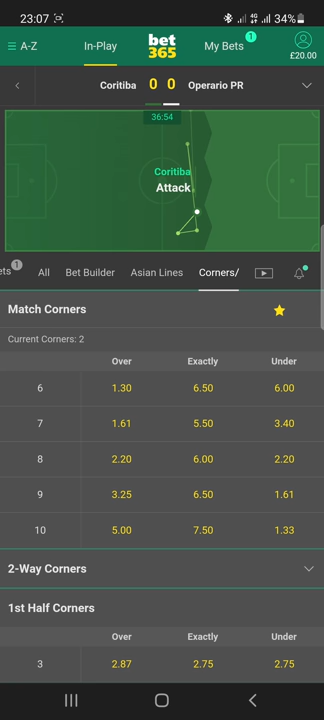 23:07 4G 34%
A-Z In-Play bet365 My Bets 1 £20.00
Coritiba 0 0 Operario PR
36:54
Coritiba
Attack
ets 1 All Bet Builder Asian Lines Corners/
Match Corners
Current Corners: 2
Over Exactly Under
6 1.30 6.50 6.00
7 1.61 5.50 3.40
8 2.20 6.00 2.20
9 3.25 6.50 1.61
10 5.00 7.50 1.33
2-Way Corners
1st Half Corners
Over Exactly Under
3 2.87 2.75 2.75